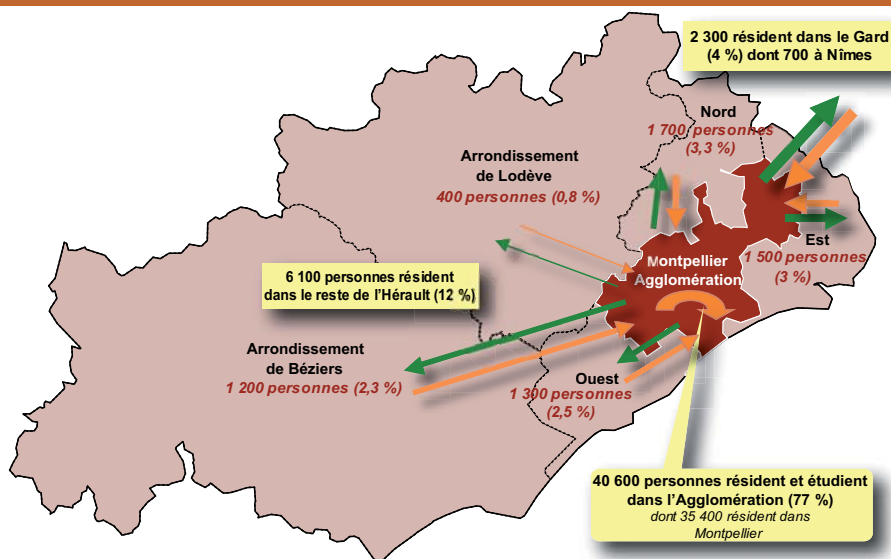 2 300 résident dans le Gard
(4 %) dont 700 à Nîmes
Nord
1 700 personnes
(3,3 %)
Arrondissement
de Lodève
400 personnes (0,8 %)
Est
1 500 personnes
(3 %)
Montpellier
Agglomération
6 100 personnes résident
dans le reste de l'Hérault (12 %)
Arrondissement
de Béziers
1 200 personnes (2,3 %)
Ouest
1 300 personnes
(2,5 %)
40 600 personnes résident et étudient
dans l'Agglomération (77 %)
dont 35 400 résident dans
Montpellier